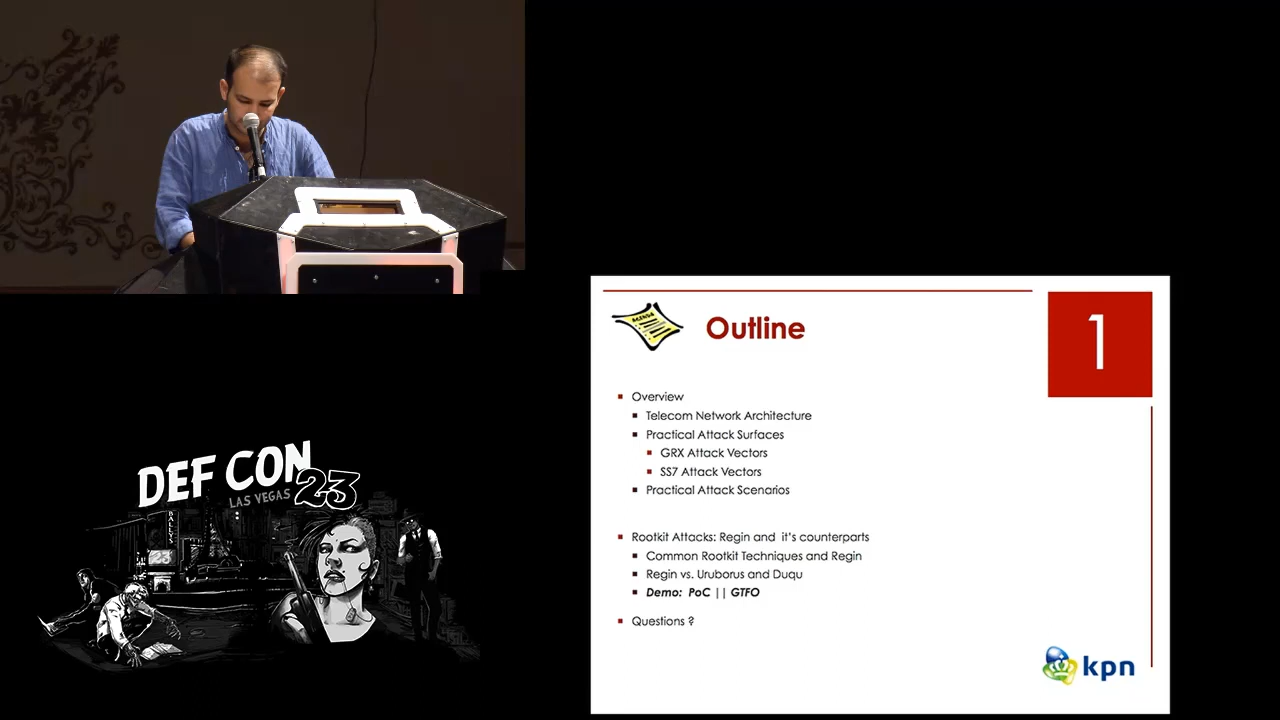 Outline
1
Overview
Telecom Network Architecture
Practical Attack Surfaces
GRX Attack Vectors
SS7 Attack Vectors
Practical Attack Scenarios
Rootkit Attacks: Regin and it's counterparts
Common Rootkit Techniques and Regin
Regin vs. Uruborus and Duqu
Demo: PoC || GTFO
Questions ?
kpn
DEF CON
LAS VEGAS 23
BALLYS